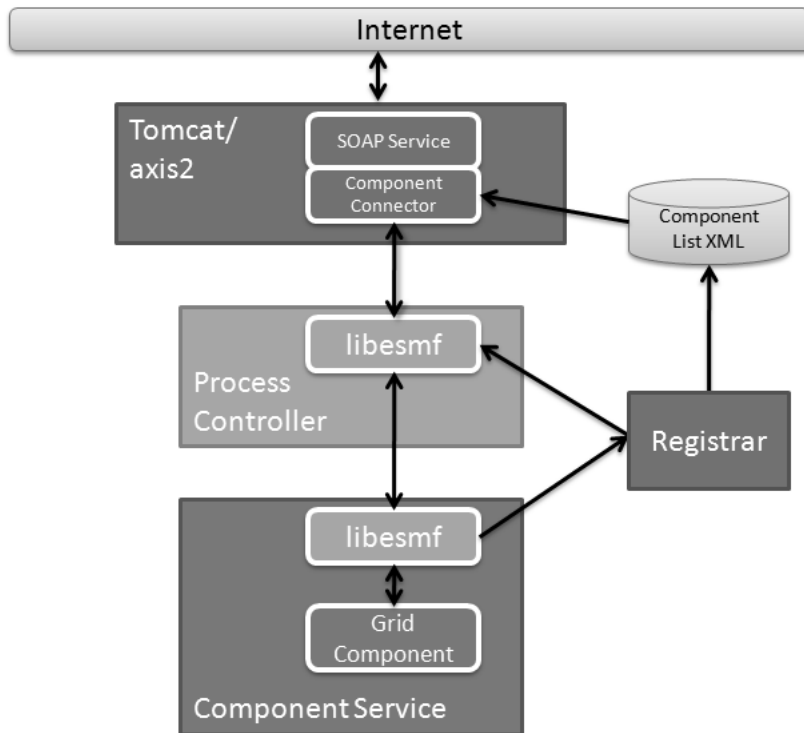 Internet
Tomcat/
axis2
SOAP Service
Component
Connector
Component
List XML
libesmf
Process
Controller
Registrar
libesmf
Grid
Component
Component Service